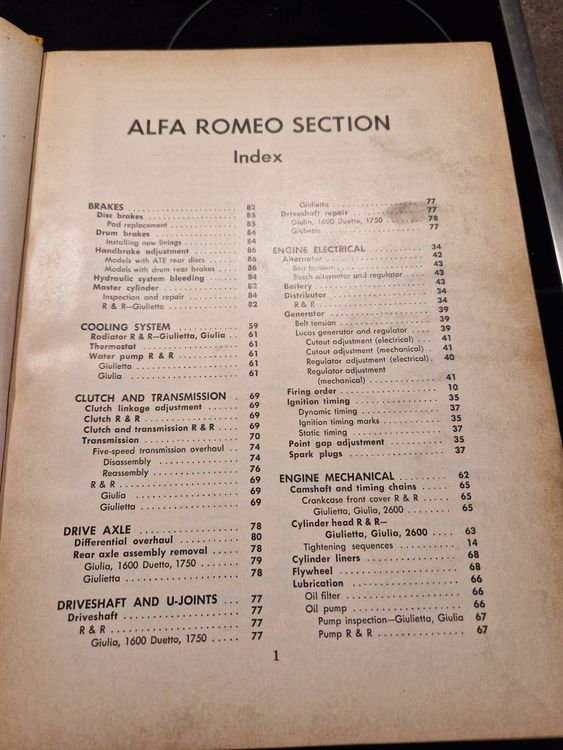 ALFA ROMEO SECTION
Index
BRAKES 82
Disc brakes 85
Pad replacement 85
Drum brakes 84
Installing new linings 84
Handbrake adjustment 86
Models with ATE rear discs 86
Models with drum rear brakes 86
Hydraulic system bleeding 84
Master cylinder 82
Inspection and repair 84
R & R—Giulietta 82
COOLING SYSTEM 59
Radiator R & R—Giulietta, Giulia 61
Thermostat 61
Water pump R & R 61
Giulietta 61
Giulia 61
CLUTCH AND TRANSMISSION 69
Clutch linkage adjustment 69
Clutch R & R 69
Clutch and transmission R & R 69
Transmission 70
Five-speed transmission overhaul 74
Disassembly 74
Reassembly 76
R & R 69
Giulia 69
Giulietta 69
DRIVE AXLE 78
Differential overhaul 80
Rear axle assembly removal 78
Giulia, 1600 Duetto, 1750 79
Giulietta 78
DRIVESHAFT AND U-JOINTS 77
Driveshaft 77
R & R 77
Giulia, 1600 Duetto, 1750 77
Giulietta 77
Driveshaft repair 77
Giulia, 1600 Duetto, 1750 78
Giulietta 77
ENGINE ELECTRICAL 34
Alternator 42
Belt tension 43
Bosch alternator and regulator 43
Battery 43
Distributor 34
R & R 34
Generator 39
Belt tension 39
Lucas generator and regulator 39
Cutout adjustment (electrical) 41
Cutout adjustment (mechanical) 41
Regulator adjustment (electrical) 40
Regulator adjustment
(mechanical) 41
Firing order 10
Ignition timing 35
Dynamic timing 37
Ignition timing marks 35
Static timing 37
Point gap adjustment 35
Spark plugs 37
ENGINE MECHANICAL 62
Camshaft and timing chains 65
Crankcase front cover R & R 65
Giulietta, Giulia, 2600 65
Cylinder head R & R—
Giulietta, Giulia, 2600 63
Tightening sequences 14
Cylinder liners 68
Flywheel 68
Lubrication 66
Oil filter 66
Oil pump 66
Pump inspection—Giulietta, Giulia 67
Pump R & R 67
1